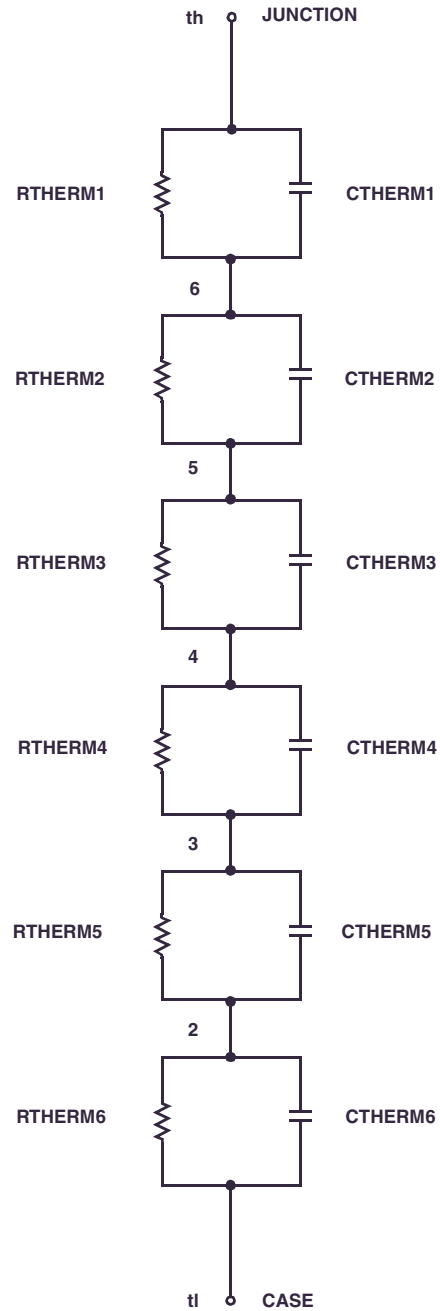 th JUNCTION
RTHERM1 CTHERM1
6
RTHERM2 CTHERM2
5
RTHERM3 CTHERM3
4
RTHERM4 CTHERM4
3
RTHERM5 CTHERM5
2
RTHERM6 CTHERM6
tl CASE